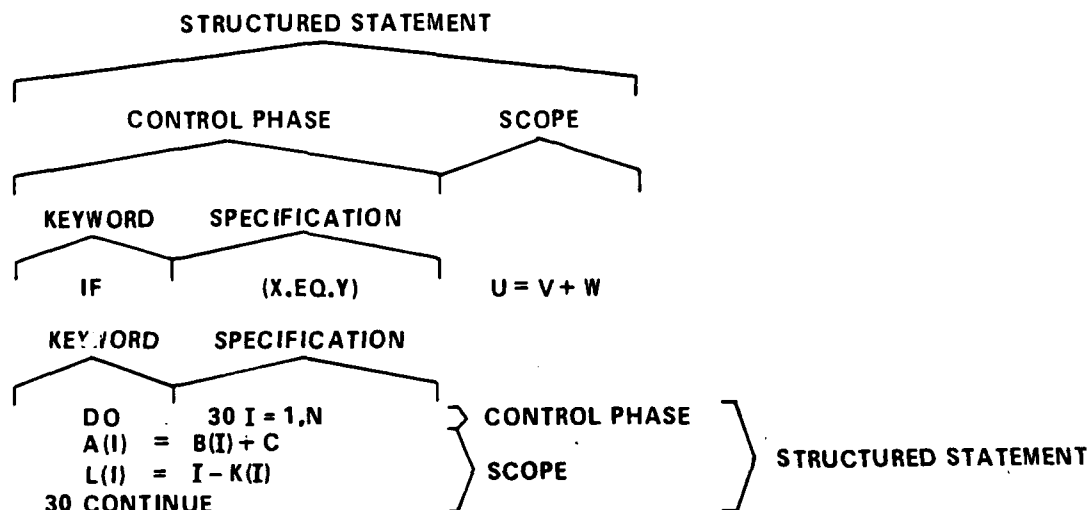 STRUCTURED STATEMENT
CONTROL PHASE SCOPE
KEYWORD SPECIFICATION
IF (X.EQ.Y) U = V + W
KEYWORD SPECIFICATION
DO 30 I = 1,N CONTROL PHASE
A(I) = B(I) + C
L(I) = I - K(I) SCOPE STRUCTURED STATEMENT
30 CONTINUE